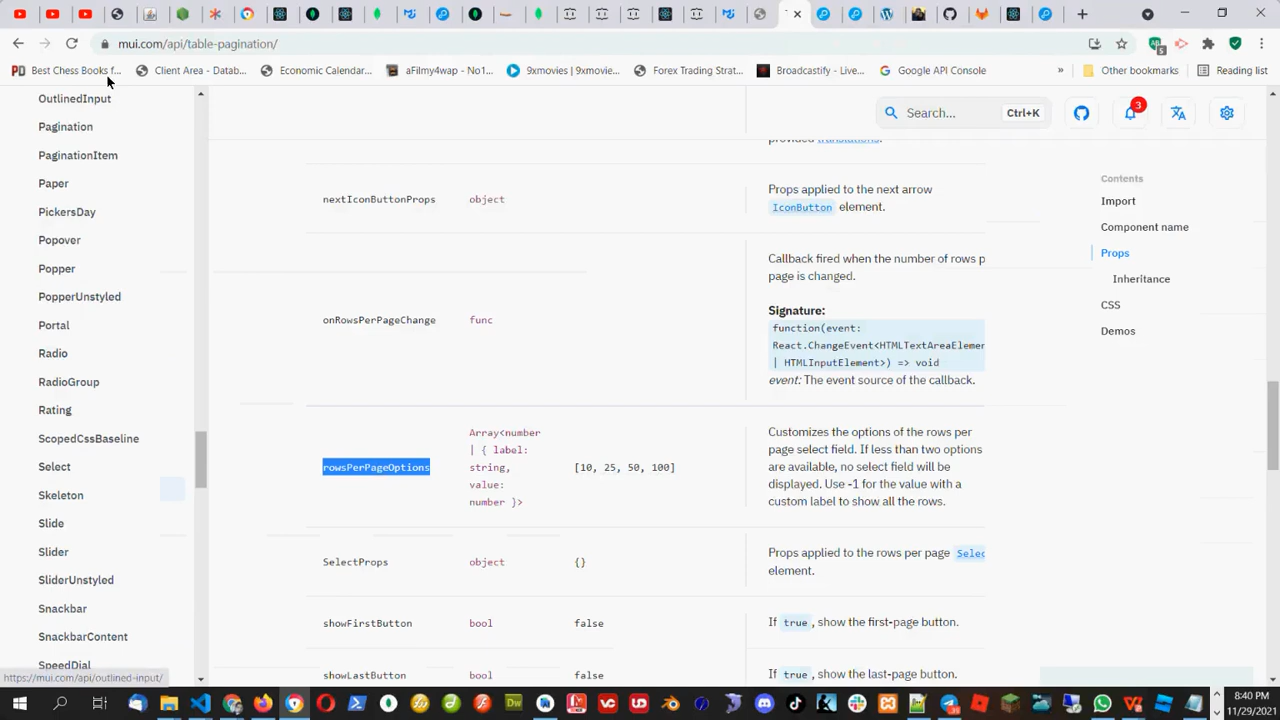 mui.com/api/table-pagination/
Best Chess Books f...
Client Area - Datab...
Economic Calendar...
aFilmy4wap - No1...
9xmovies | 9xmovie...
Forex Trading Strat...
Broadcastify - Live...
Google API Console
»
Other bookmarks
Reading list
OutlinedInput
Pagination
PaginationItem
Paper
PickersDay
Popover
Popper
PopperUnstyled
Portal
Radio
RadioGroup
Rating
ScopedCssBaseline
Select
Skeleton
Slide
Slider
SliderUnstyled
Snackbar
SnackbarContent
SpeedDial
https://mui.com/api/outlined-input/
Search...
Ctrl+K
3
provided translations.
nextIconButtonProps
object
Props applied to the next arrow
IconButton element.
onRowsPerPageChange
func
Callback fired when the number of rows p
page is changed.
Signature:
function(event:
React.ChangeEvent<HTMLTextAreaElemen
| HTMLInputElement>) => void
event: The event source of the callback.
rowsPerPageOptions
Array<number
| { label:
string,
value:
number }>
[10, 25, 50, 100]
Customizes the options of the rows per
page select field. If less than two options
are available, no select field will be
displayed. Use -1 for the value with a
custom label to show all the rows.
SelectProps
object
{}
Props applied to the rows per page Selec
element.
showFirstButton
bool
false
If true , show the first-page button.
showLastButton
bool
false
If true , show the last-page button.
Contents
Import
Component name
Props
Inheritance
CSS
Demos
8:40 PM
11/29/2021